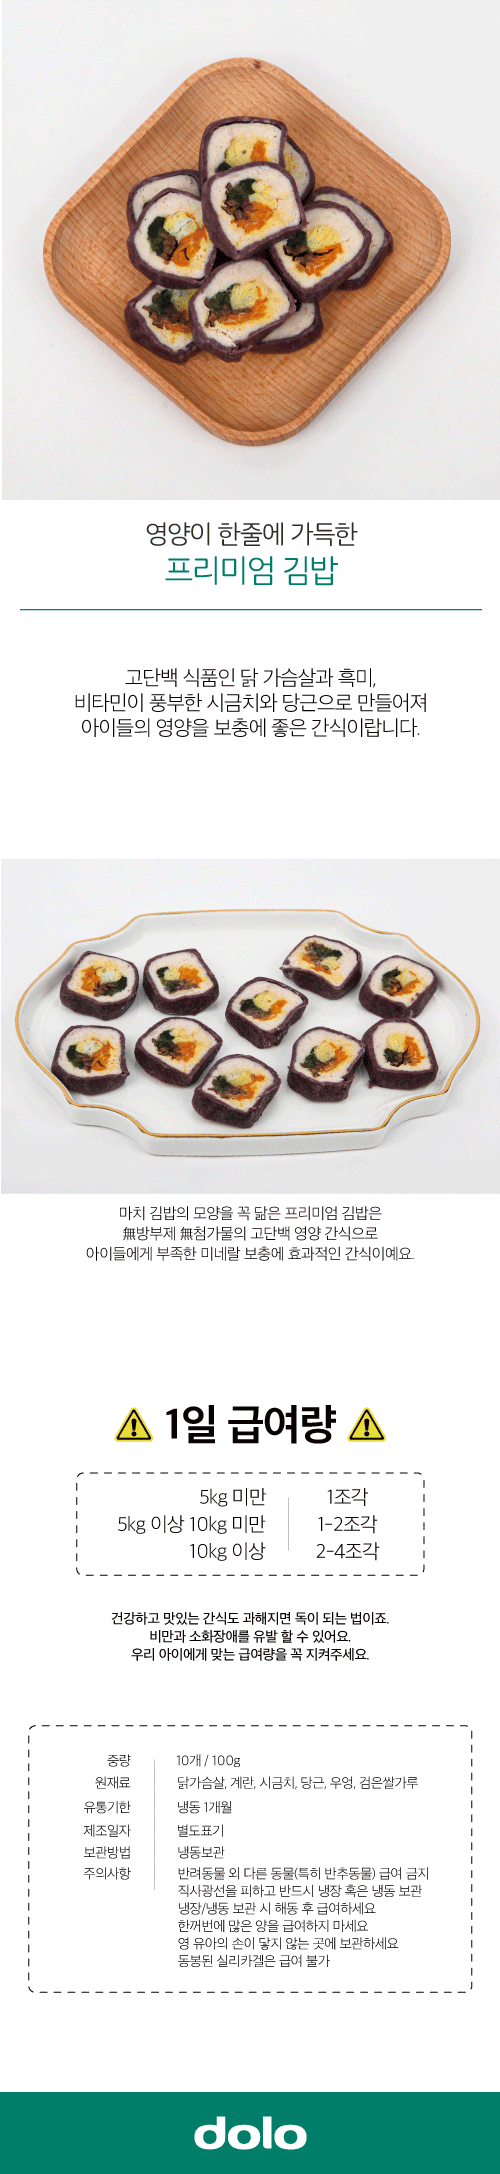 영양이 한줄에 가득한
프리미엄 김밥
고단백 식품인 닭 가슴살과 흑미,
비타민이 풍부한 시금치와 당근으로 만들어져
아이들의 영양을 보충에 좋은 간식이랍니다.
마치 김밥의 모양을 꼭 닮은 프리미엄 김밥은
無방부제 無첨가물의 고단백 영양 간식으로
아이들에게 부족한 미네랄 보충에 효과적인 간식이예요.
1일 급여량
5kg 미만 1조각
5kg 이상 10kg 미만 1-2조각
10kg 이상 2-4조각
건강하고 맛있는 간식도 과해지면 독이 되는 법이죠.
비만과 소화장애를 유발 할 수 있어요.
우리 아이에게 맞는 급여량을 꼭 지켜주세요.
중량 10개 / 100g
원재료 닭가슴살, 계란, 시금치, 당근, 우엉, 검은쌀가루
유통기한 냉동 1개월
제조일자 별도표기
보관방법 냉동보관
주의사항 반려동물 외 다른 동물(특히 반추동물) 급여 금지
직사광선을 피하고 반드시 냉장 혹은 냉동 보관
냉장/냉동 보관 시 해동 후 급여하세요
한꺼번에 많은 양을 급여하지 마세요
영 유아의 손이 닿지 않는 곳에 보관하세요
동봉된 실리카겔은 급여 불가
dolo